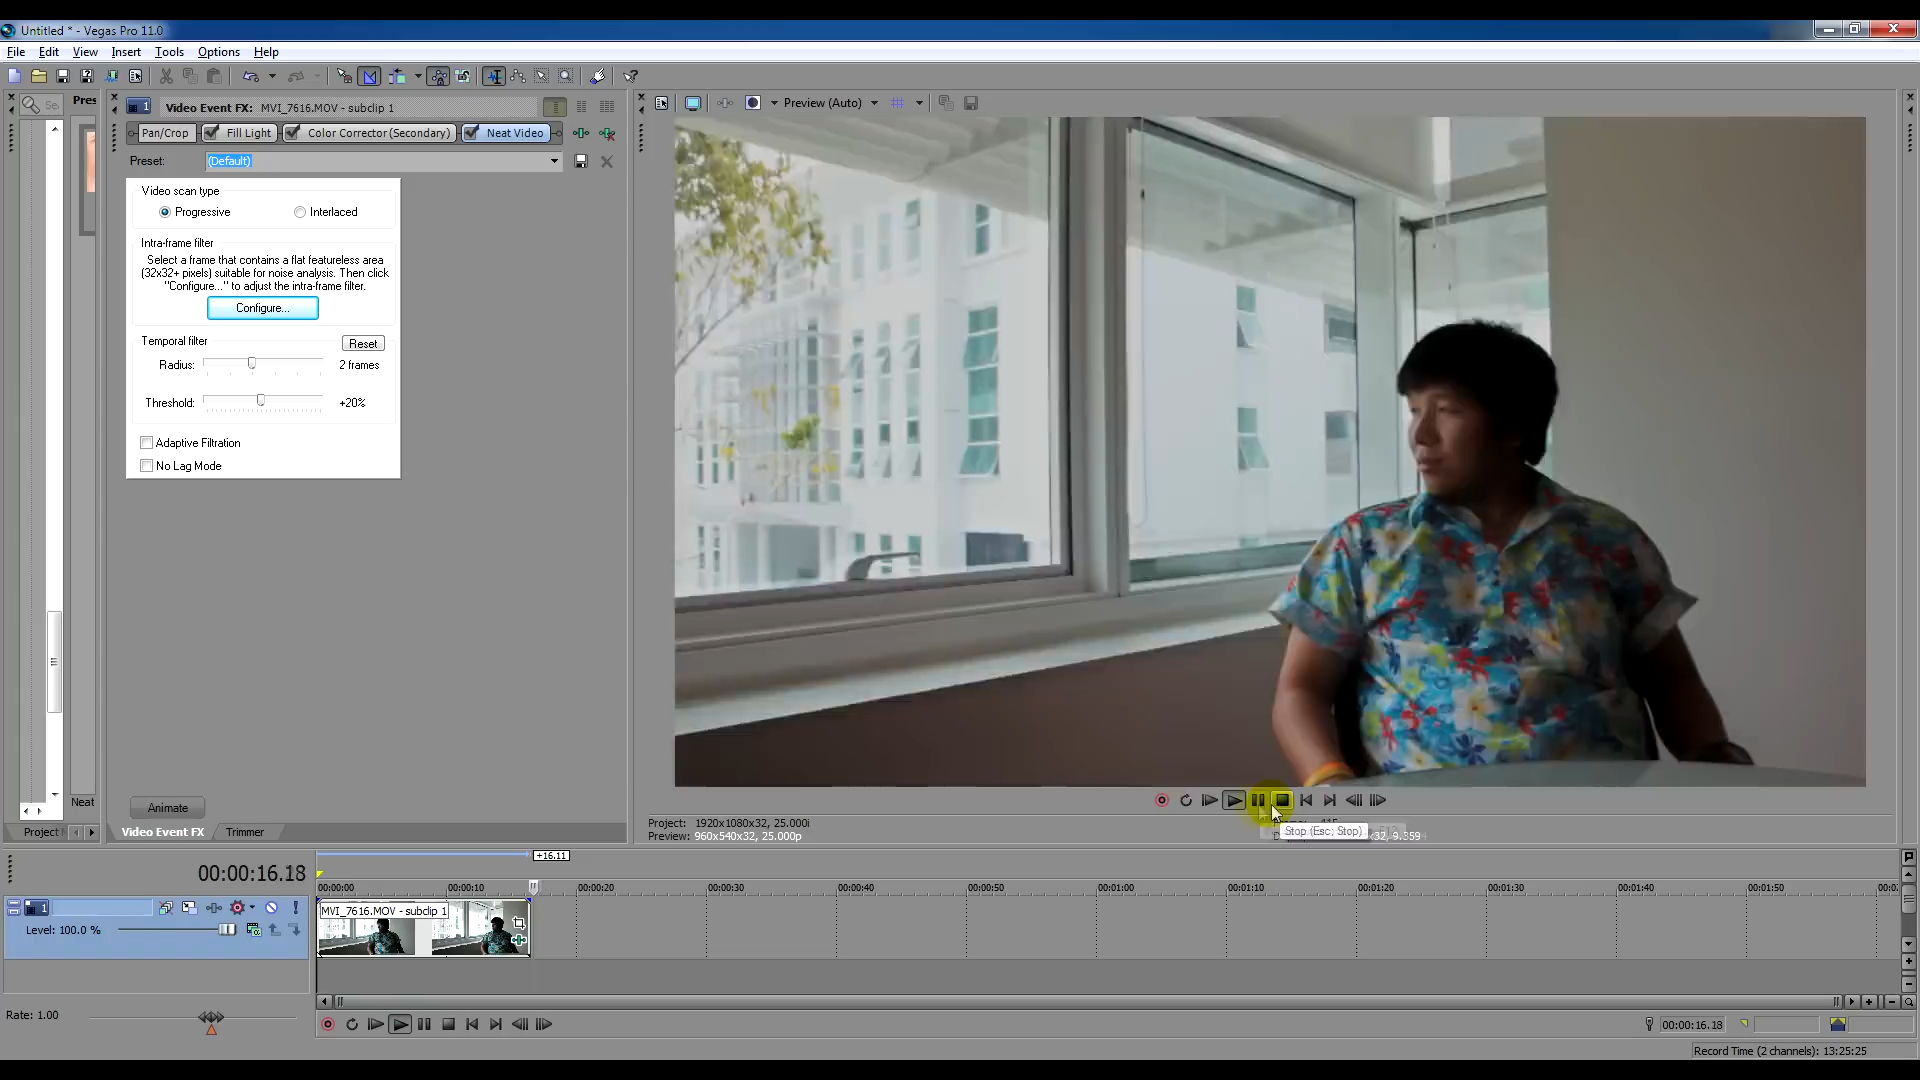 Untitled * - Vegas Pro 11.0
File Edit View Insert Tools Options Help
Pres
1 Video Event FX: MVI_7616.MOV - subclip 1
Preview (Auto)
Pan/Crop Fill Light Color Corrector (Secondary) Neat Video
Preset: (Default)
Video scan type
Progressive Interlaced
Intra-frame filter
Select a frame that contains a flat featureless area
(32x32+ pixels) suitable for noise analysis. Then click
"Configure..." to adjust the intra-frame filter.
Configure...
Temporal filter
Reset
Radius: 2 frames
Threshold: +20%
Adaptive Filtration
No Lag Mode
Neat
Animate
Project
Video Event FX Trimmer
Project: 1920x1080x32, 25.000i
Preview: 960x540x32, 25.000p
Stop (Esc; Stop)
x32, 9.359
+16.11
00:00:16.18
00:00:00 00:00:10 00:00:20 00:00:30 00:00:40 00:00:50 00:01:00 00:01:10 00:01:20 00:01:30 00:01:40 00:01:50
1
MVI_7616.MOV - subclip 1
Level: 100.0 %
Rate: 1.00
00:00:16.18
Record Time (2 channels): 13:25:25